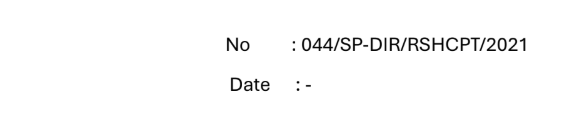 No : 044/SP-DIR/RSHCPT/2021
Date : -